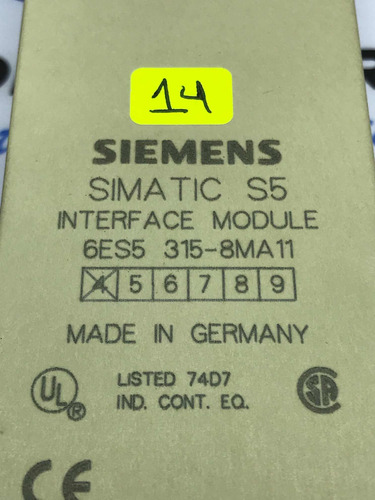 14
SIEMENS
SIMATIC S5
INTERFACE MODULE
6ES5 315-8MA11
4 5 6 7 8 9
MADE IN GERMANY
UL
®
LISTED 74D7
IND. CONT. EQ.
SA
CE